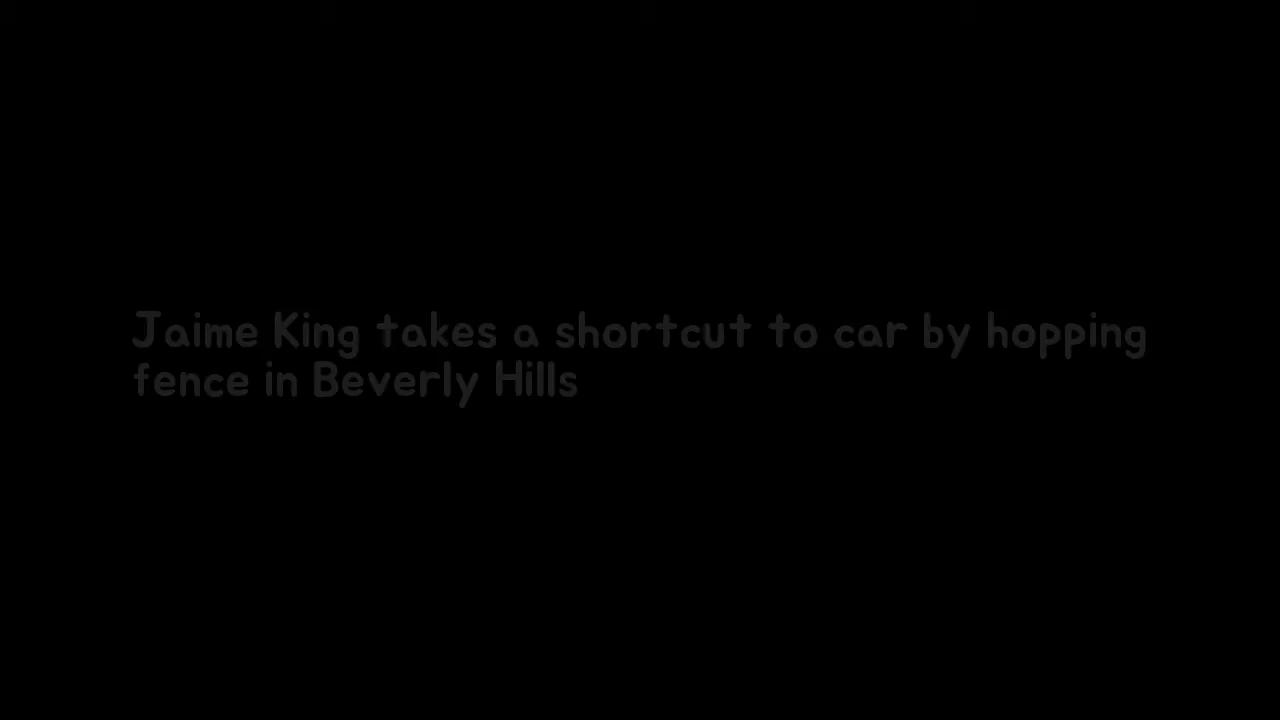 Jaime King takes a shortcut to car by hopping
fence in Beverly Hills